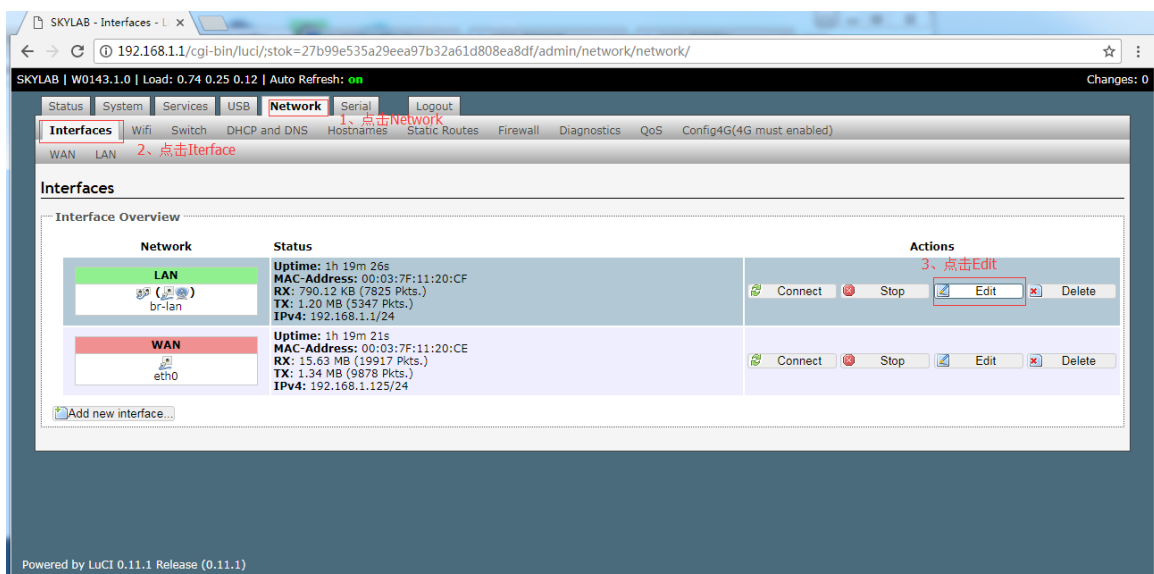 SKYLAB - Interfaces - L
192.168.1.1/cgi-bin/luci/;stok=27b99e535a29eea97b32a61d808ea8df/admin/network/network/
SKYLAB | W0143.1.0 | Load: 0.74 0.25 0.12 | Auto Refresh: on Changes: 0
Status System Services USB Network Serial Logout
1、点击Network
Interfaces Wifi Switch DHCP and DNS Hostnames Static Routes Firewall Diagnostics QoS Config4G(4G must enabled)
WAN LAN 2、点击Iterface
Interfaces
Interface Overview
Network Status Actions
3、点击Edit
LAN
br-lan
Uptime: 1h 19m 26s
MAC-Address: 00:03:7F:11:20:CF
RX: 790.12 KB (7825 Pkts.)
TX: 1.20 MB (5347 Pkts.)
IPv4: 192.168.1.1/24
Connect Stop Edit Delete
WAN
eth0
Uptime: 1h 19m 21s
MAC-Address: 00:03:7F:11:20:CE
RX: 15.63 MB (19917 Pkts.)
TX: 1.34 MB (9878 Pkts.)
IPv4: 192.168.1.125/24
Connect Stop Edit Delete
Add new interface...
Powered by LuCI 0.11.1 Release (0.11.1)